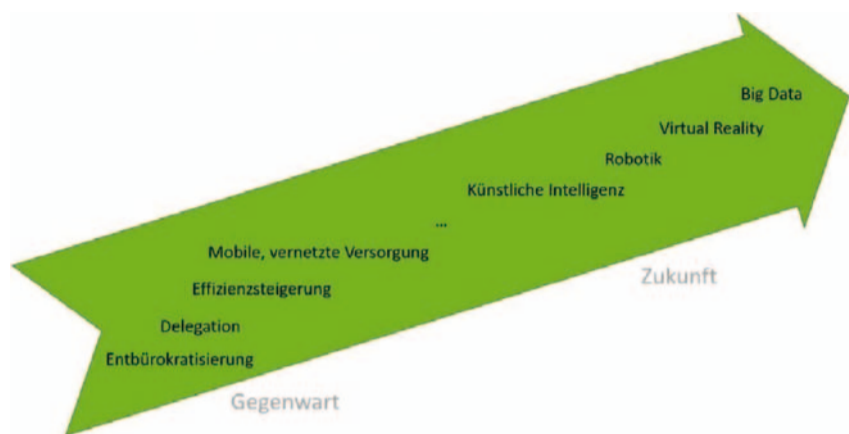 Big Data
Virtual Reality
Robotik
Künstliche Intelligenz
...
Mobile, vernetzte Versorgung
Zukunft
Effizienzsteigerung
Delegation
Entbürokratisierung
Gegenwart